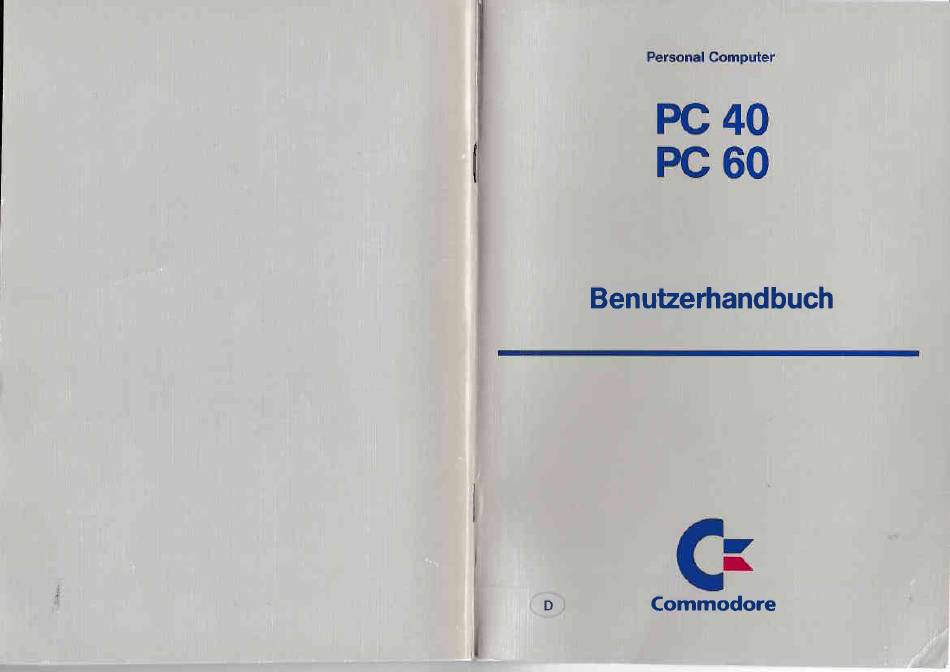 Personal Computer
PC 40
PC 60
Benutzerhandbuch
Commodore
D